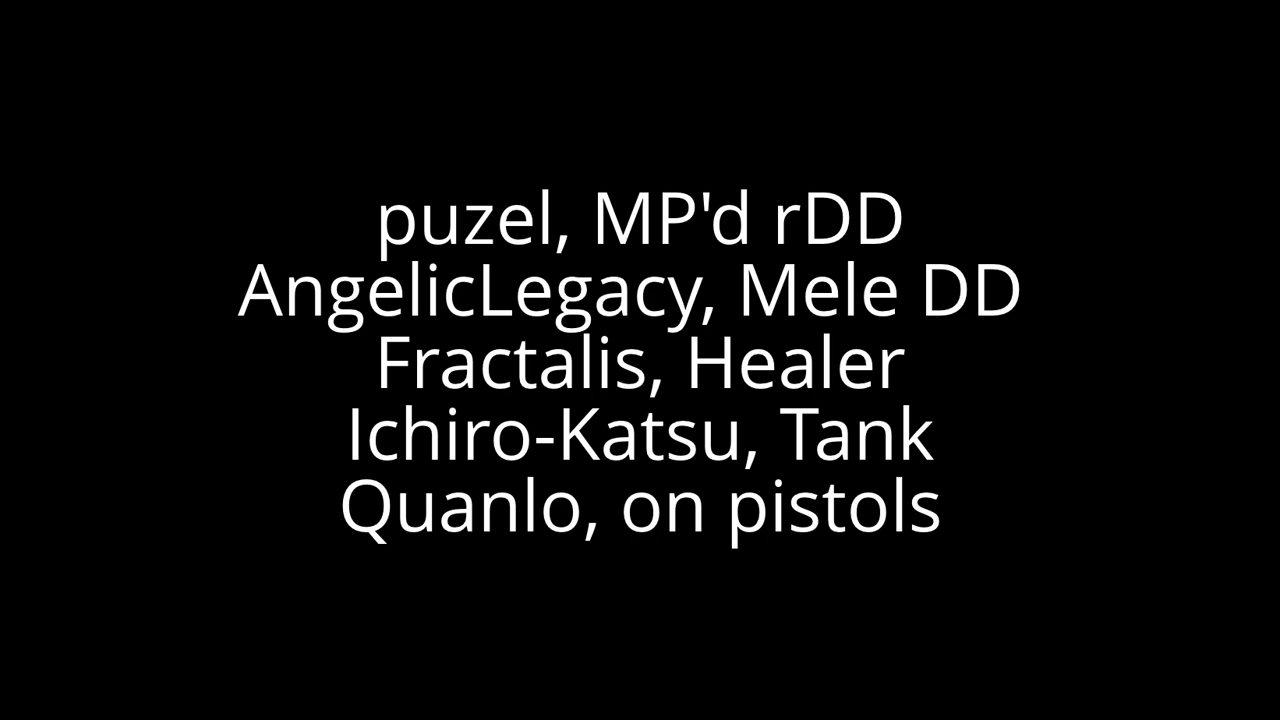 puzel, MP'd rDD
AngelicLegacy, Mele DD
Fractalis, Healer
Ichiro-Katsu, Tank
Quanlo, on pistols